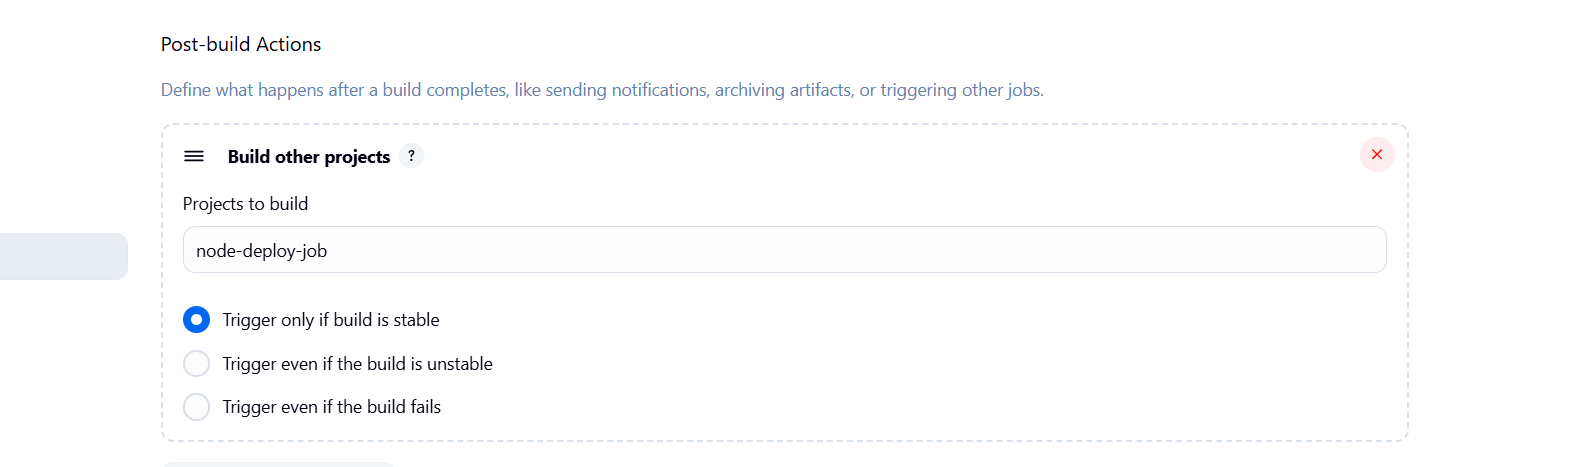 Post-build Actions
Define what happens after a build completes, like sending notifications, archiving artifacts, or triggering other jobs.
Build other projects ?
Projects to build
node-deploy-job
Trigger only if build is stable
Trigger even if the build is unstable
Trigger even if the build fails